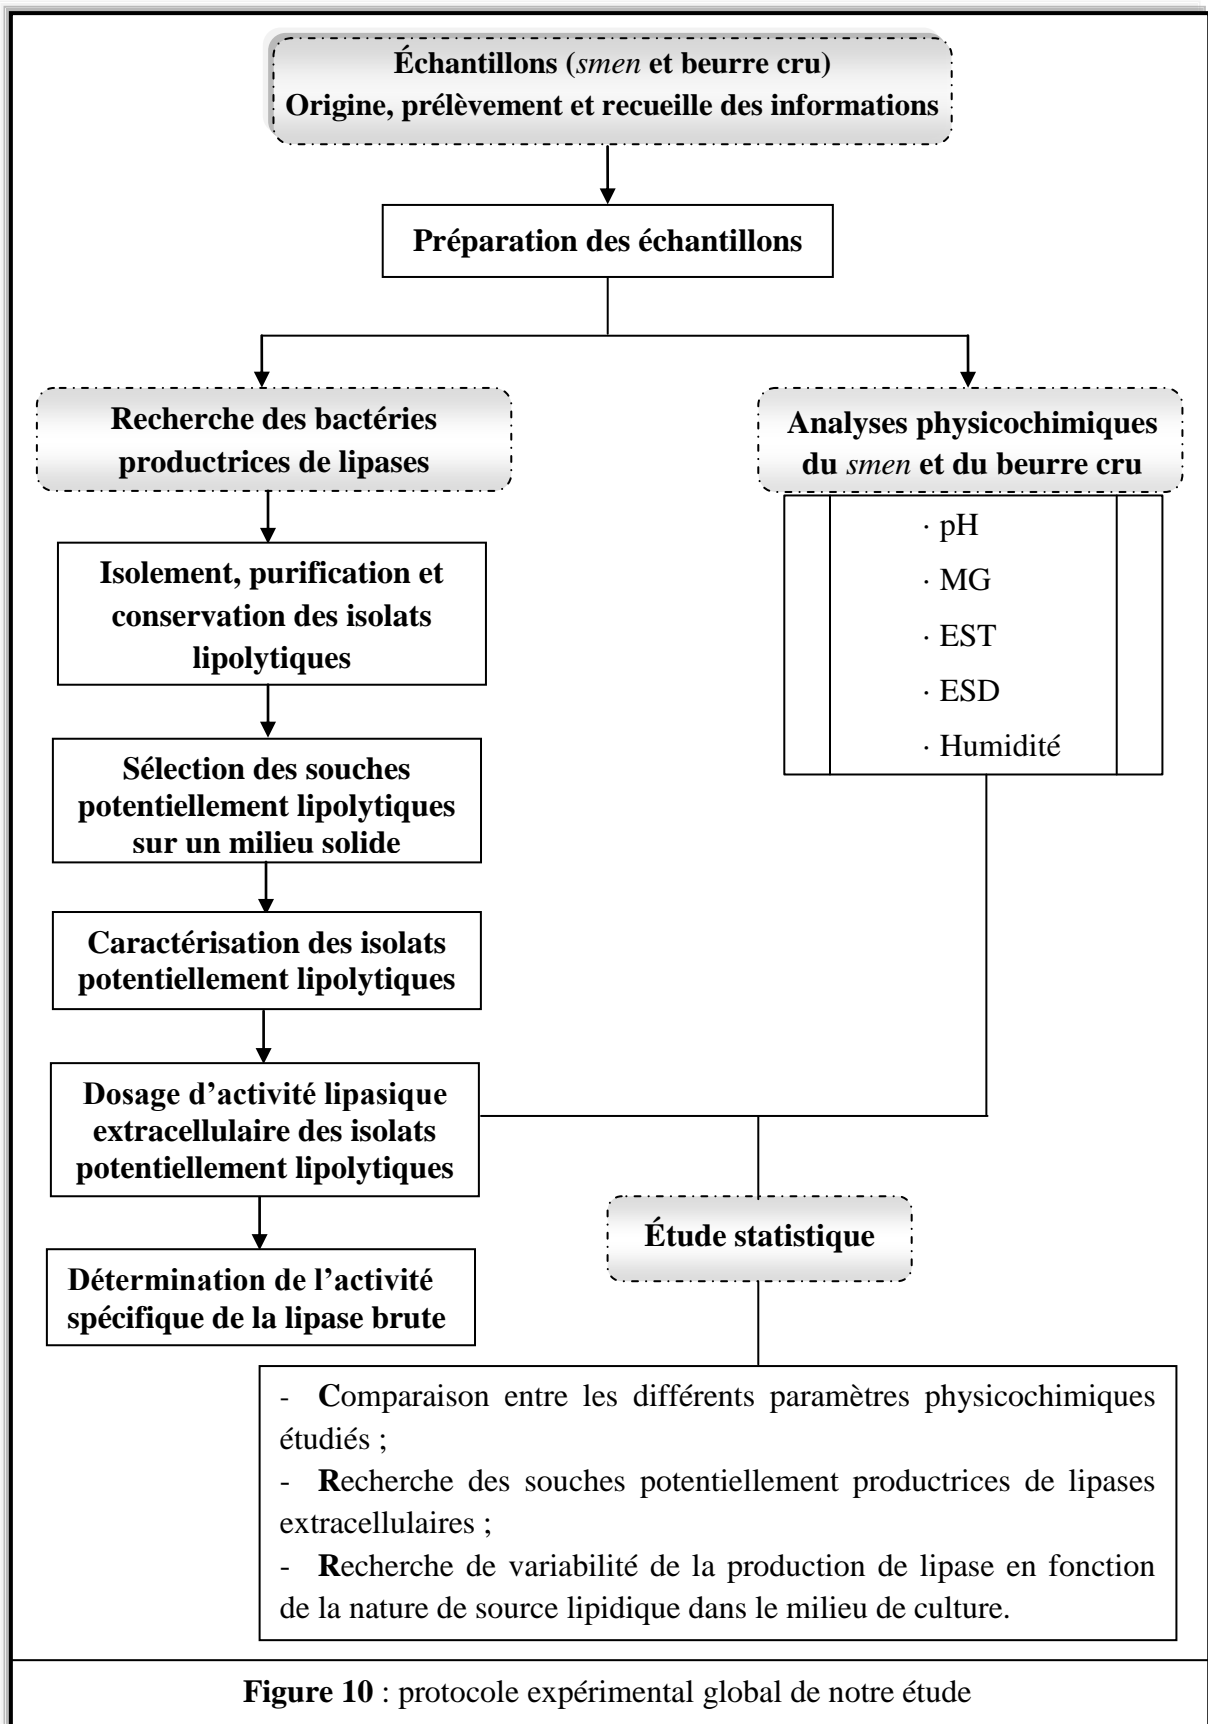 Échantillons (smen et beurre cru)
Origine, prélèvement et recueille des informations
Préparation des échantillons
Recherche des bactéries
productrices de lipases
Isolement, purification et
conservation des isolats
lipolytiques
Sélection des souches
potentiellement lipolytiques
sur un milieu solide
Caractérisation des isolats
potentiellement lipolytiques
Dosage d’activité lipasique
extracellulaire des isolats
potentiellement lipolytiques
Détermination de l’activité
spécifique de la lipase brute
Analyses physicochimiques
du smen et du beurre cru
· pH
· MG
· EST
· ESD
· Humidité
Étude statistique
- Comparaison entre les différents paramètres physicochimiques
étudiés ;
- Recherche des souches potentiellement productrices de lipases
extracellulaires ;
- Recherche de variabilité de la production de lipase en fonction
de la nature de source lipidique dans le milieu de culture.
Figure 10 : protocole expérimental global de notre étude